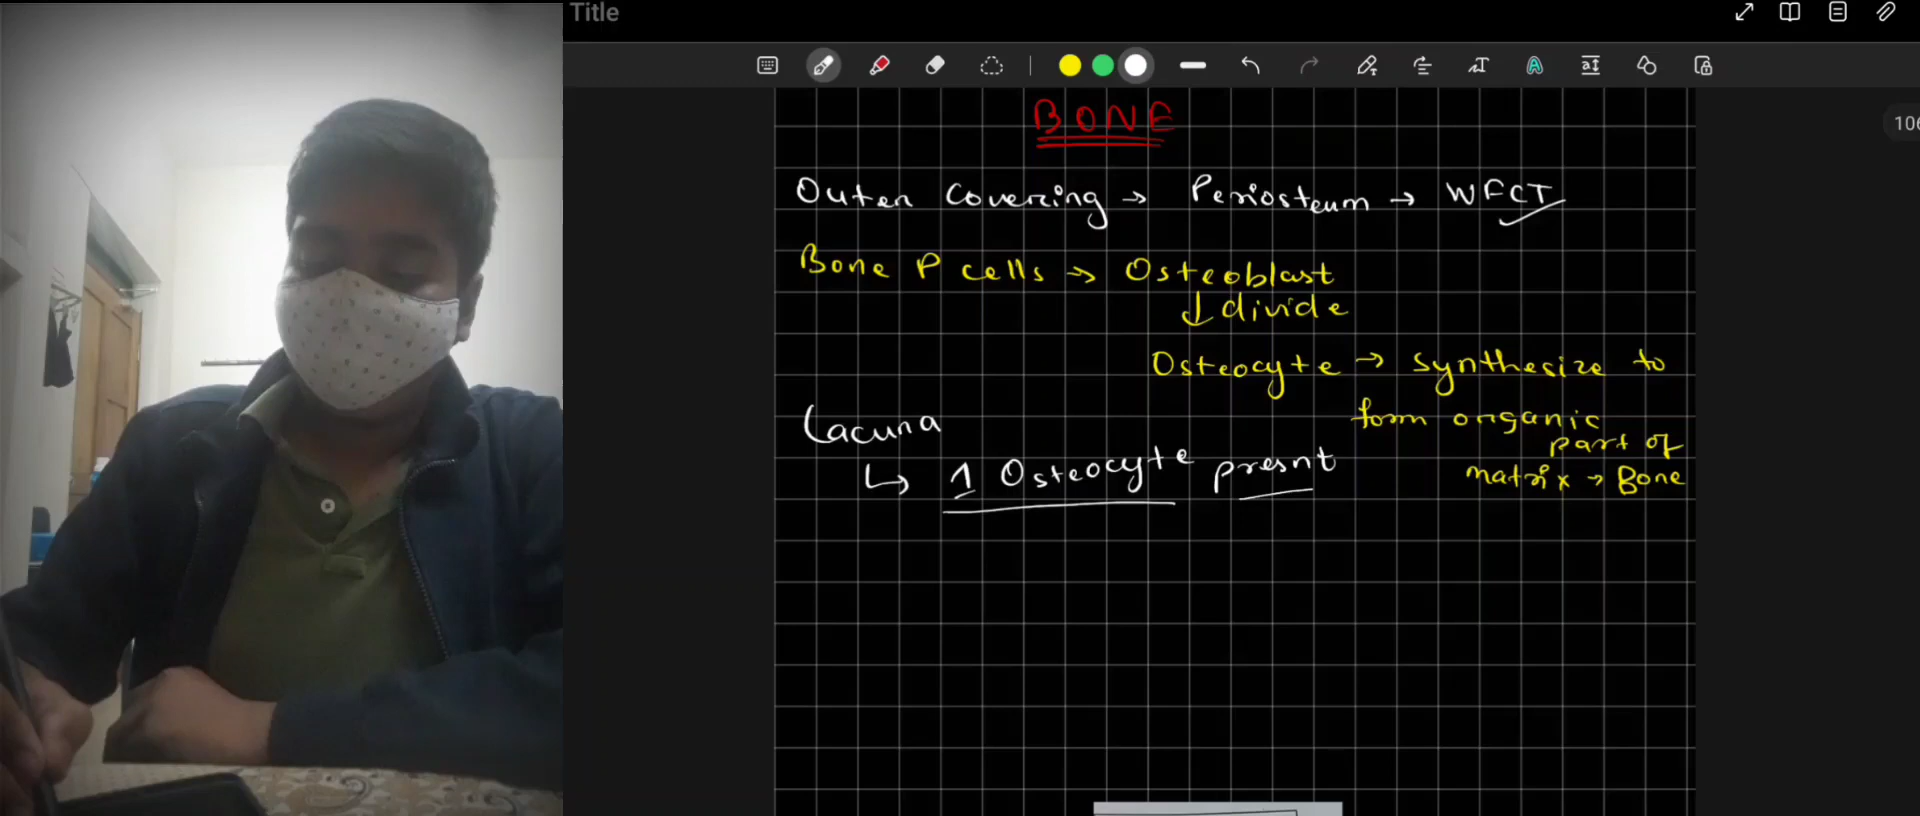 Title
106
BONE
Outer Covering → Periosteum → WFCT
Bone P cells → Osteoblast
↓ divide
Osteocyte → synthesize to
form organic
part of
matrix → Bone
Lacuna
↳ 1 Osteocyte presnt